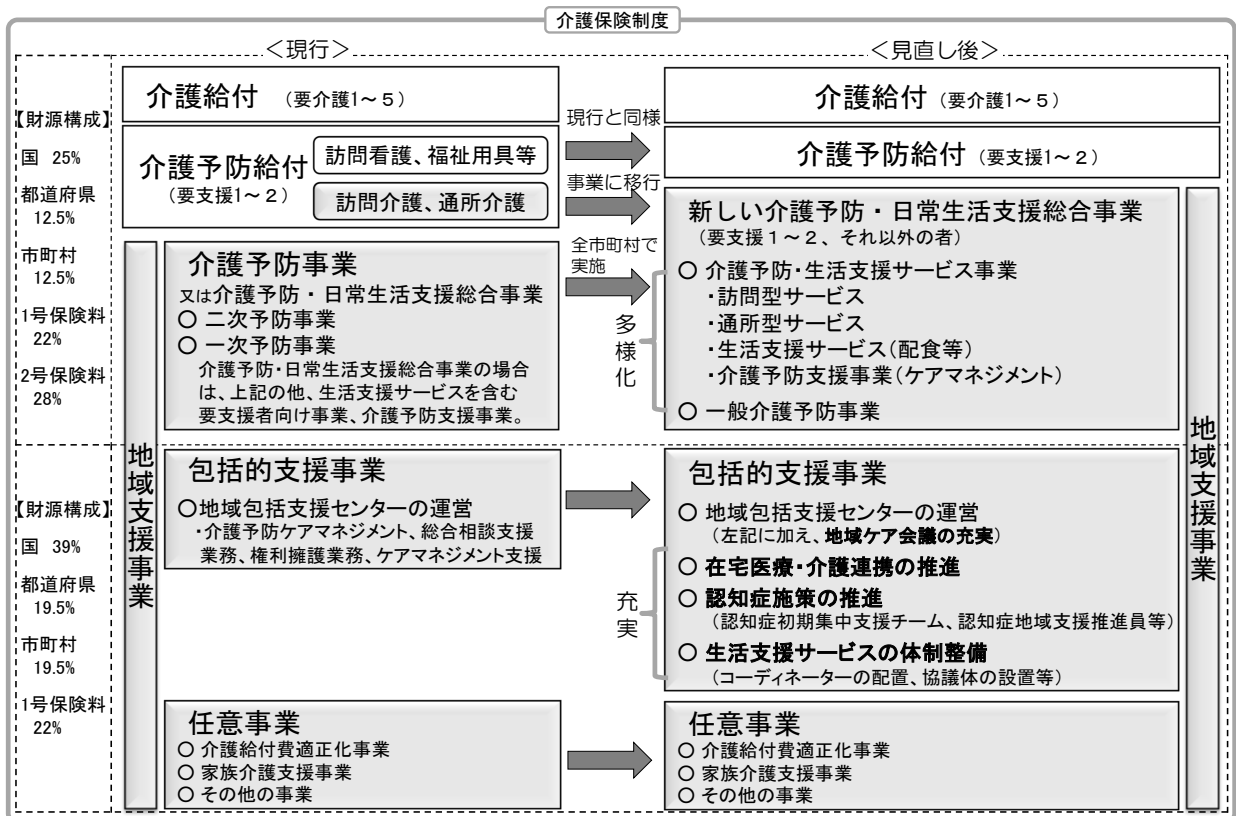 介護保険制度
<現行>
<見直し後>
【財源構成】
国 25%
都道府県
12.5%
市町村
12.5%
1号保険料
22%
2号保険料
28%
介護給付 (要介護1~5)
介護予防給付
(要支援1~2)
訪問看護、福祉用具等
訪問介護、通所介護
現行と同様
事業に移行
全市町村で
実施
多様化
介護給付 (要介護1~5)
介護予防給付 (要支援1~2)
介護予防事業
又は介護予防・日常生活支援総合事業
○ 二次予防事業
○ 一次予防事業
介護予防・日常生活支援総合事業の場合
は、上記の他、生活支援サービスを含む
要支援者向け事業、介護予防支援事業。
新しい介護予防・日常生活支援総合事業
(要支援1~2、それ以外の者)
○ 介護予防・生活支援サービス事業
・訪問型サービス
・通所型サービス
・生活支援サービス(配食等)
・介護予防支援事業(ケアマネジメント)
○ 一般介護予防事業
地域支援事業
地域支援事業
【財源構成】
国 39%
都道府県
19.5%
市町村
19.5%
1号保険料
22%
包括的支援事業
○地域包括支援センターの運営
・介護予防ケアマネジメント、総合相談支援
業務、権利擁護業務、ケアマネジメント支援
充実
包括的支援事業
○ 地域包括支援センターの運営
(左記に加え、地域ケア会議の充実)
○ 在宅医療・介護連携の推進
○ 認知症施策の推進
(認知症初期集中支援チーム、認知症地域支援推進員等)
○ 生活支援サービスの体制整備
(コーディネーターの配置、協議体の設置等)
任意事業
○ 介護給付費適正化事業
○ 家族介護支援事業
○ その他の事業
任意事業
○ 介護給付費適正化事業
○ 家族介護支援事業
○ その他の事業